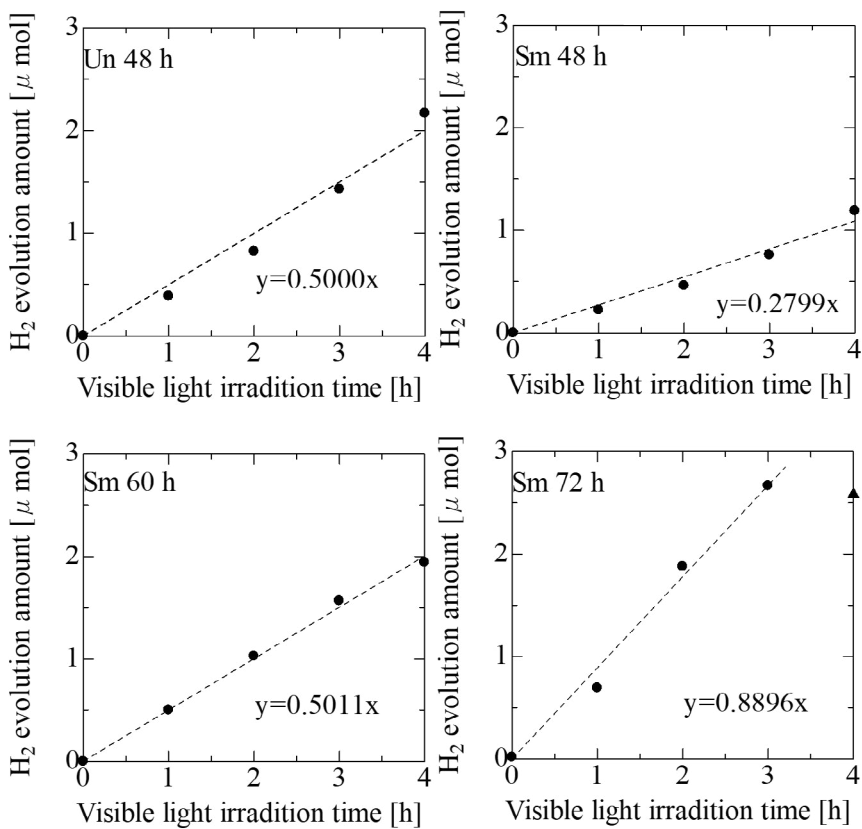 Un 48 h
H₂ evolution amount [μ mol]
3
2
1
0
y=0.5000x
0 1 2 3 4
Visible light irradition time [h]
Sm 48 h
H₂ evolution amount [μ mol]
3
2
1
0
y=0.2799x
0 1 2 3 4
Visible light irradition time [h]
Sm 60 h
H₂ evolution amount [μ mol]
3
2
1
0
y=0.5011x
0 1 2 3 4
Visible light irradition time [h]
Sm 72 h
H₂ evolution amount [μ mol]
3
2
1
0
y=0.8896x
0 1 2 3 4
Visible light irradition time [h]